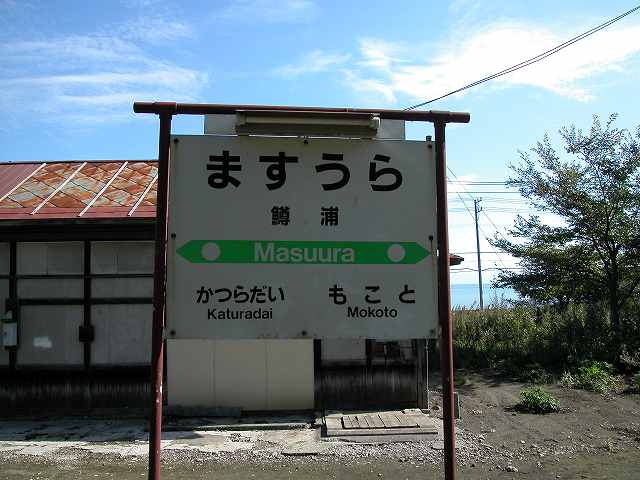 ますうら
鱒浦
Masuura
かつらだい もこと
Katuradai Mokoto